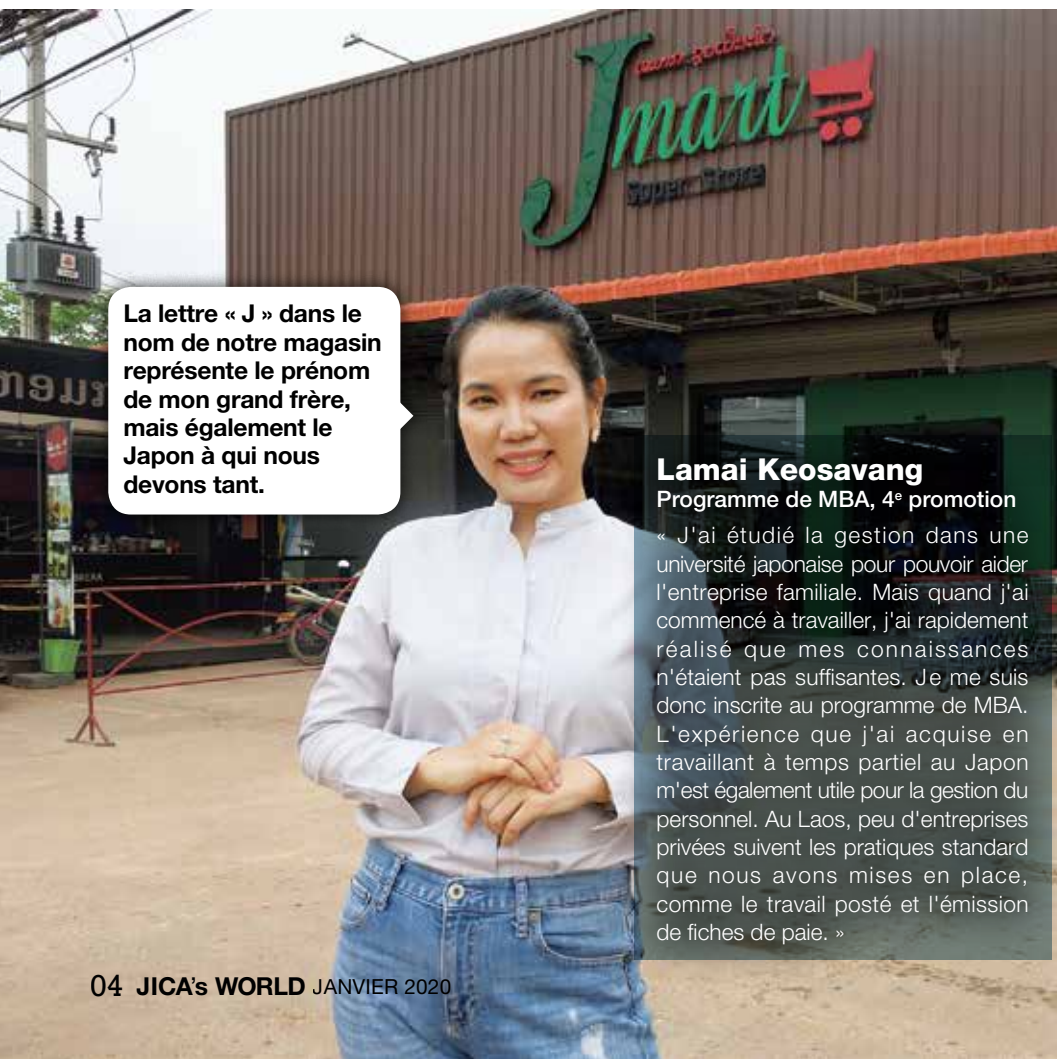 Jmart
Super Store
La lettre « J » dans le
nom de notre magasin
représente le prénom
de mon grand frère,
mais également le
Japon à qui nous
devons tant.
Lamai Keosavang
Programme de MBA, 4e promotion
« J'ai étudié la gestion dans une
université japonaise pour pouvoir aider
l'entreprise familiale. Mais quand j'ai
commencé à travailler, j'ai rapidement
réalisé que mes connaissances
n'étaient pas suffisantes. Je me suis
donc inscrite au programme de MBA.
L'expérience que j'ai acquise en
travaillant à temps partiel au Japon
m'est également utile pour la gestion du
personnel. Au Laos, peu d'entreprises
privées suivent les pratiques standard
que nous avons mises en place,
comme le travail posté et l'émission
de fiches de paie. »
04 JICA's WORLD JANVIER 2020